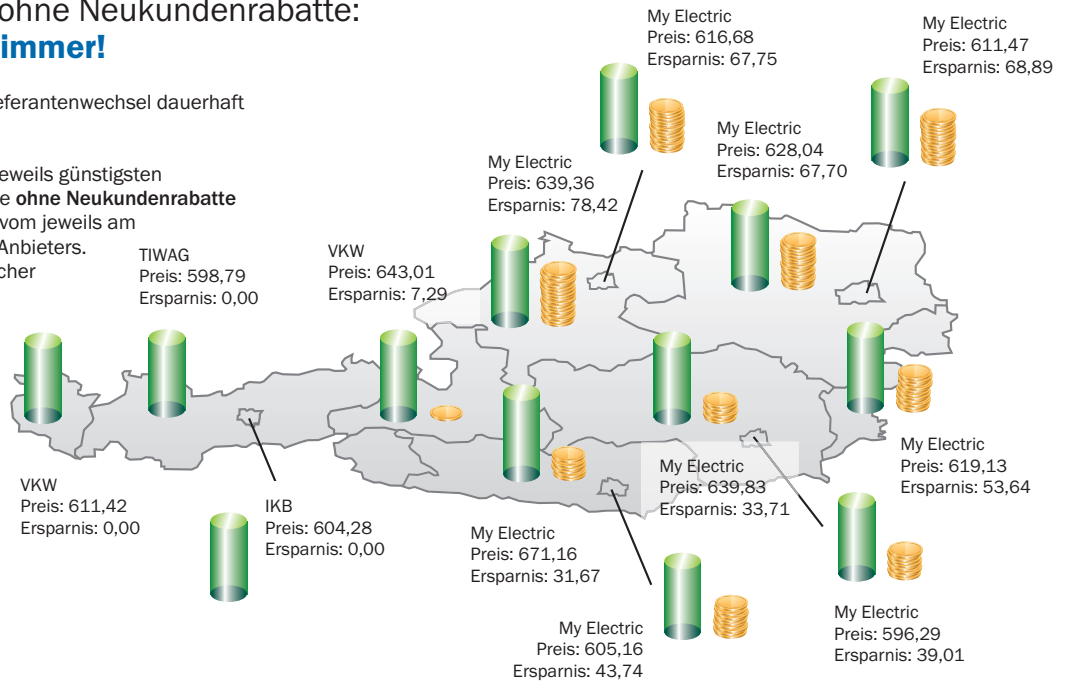 ohne Neukundenrabatte:
immer!
eferantenwechsel dauerhaft
eweils günstigsten
e ohne Neukundenrabatte
vom jeweils am
Anbieters.
cher
My Electric
Preis: 616,68
Ersparnis: 67,75
My Electric
Preis: 611,47
Ersparnis: 68,89
My Electric
Preis: 628,04
Ersparnis: 67,70
My Electric
Preis: 639,36
Ersparnis: 78,42
TIWAG
Preis: 598,79
Ersparnis: 0,00
VKW
Preis: 643,01
Ersparnis: 7,29
VKW
Preis: 611,42
Ersparnis: 0,00
IKB
Preis: 604,28
Ersparnis: 0,00
My Electric
Preis: 671,16
Ersparnis: 31,67
My Electric
Preis: 639,83
Ersparnis: 33,71
My Electric
Preis: 619,13
Ersparnis: 53,64
My Electric
Preis: 605,16
Ersparnis: 43,74
My Electric
Preis: 596,29
Ersparnis: 39,01